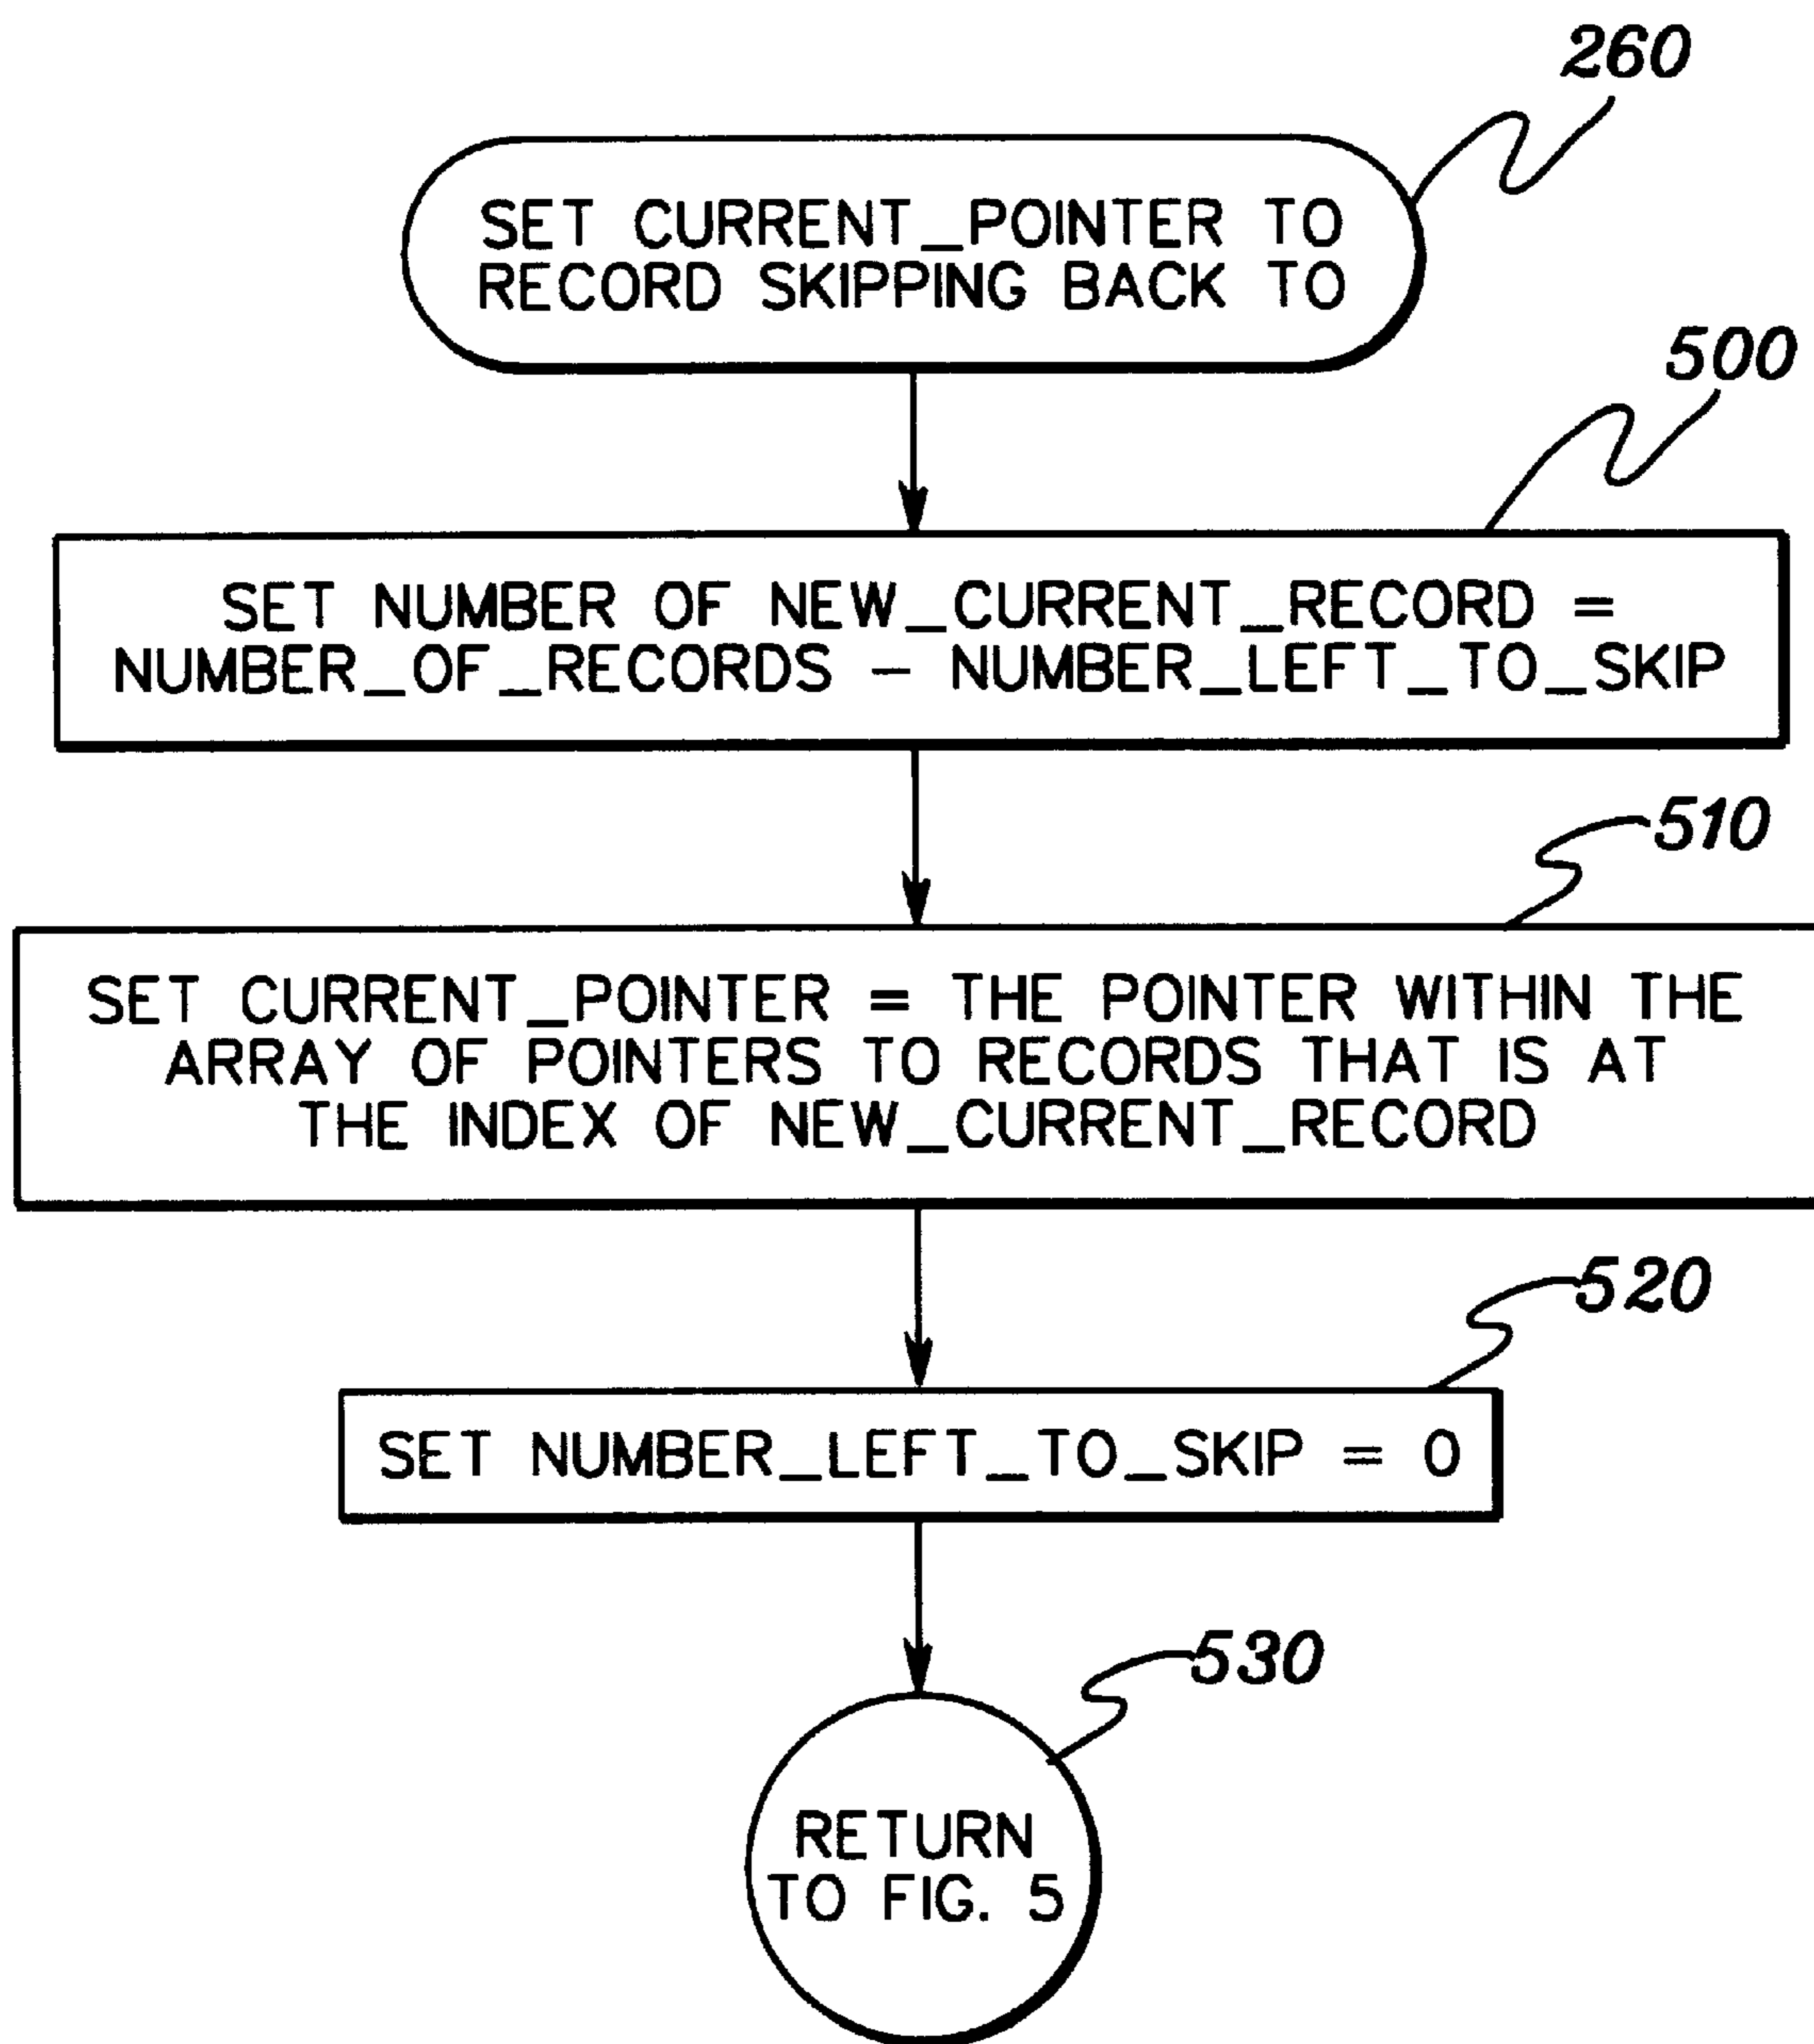 260
SET CURRENT_POINTER TO
RECORD SKIPPING BACK TO
500
SET NUMBER OF NEW_CURRENT_RECORD =
NUMBER_OF_RECORDS - NUMBER_LEFT_TO_SKIP
510
SET CURRENT_POINTER = THE POINTER WITHIN THE
ARRAY OF POINTERS TO RECORDS THAT IS AT
THE INDEX OF NEW_CURRENT_RECORD
520
SET NUMBER_LEFT_TO_SKIP = 0
530
RETURN
TO FIG. 5